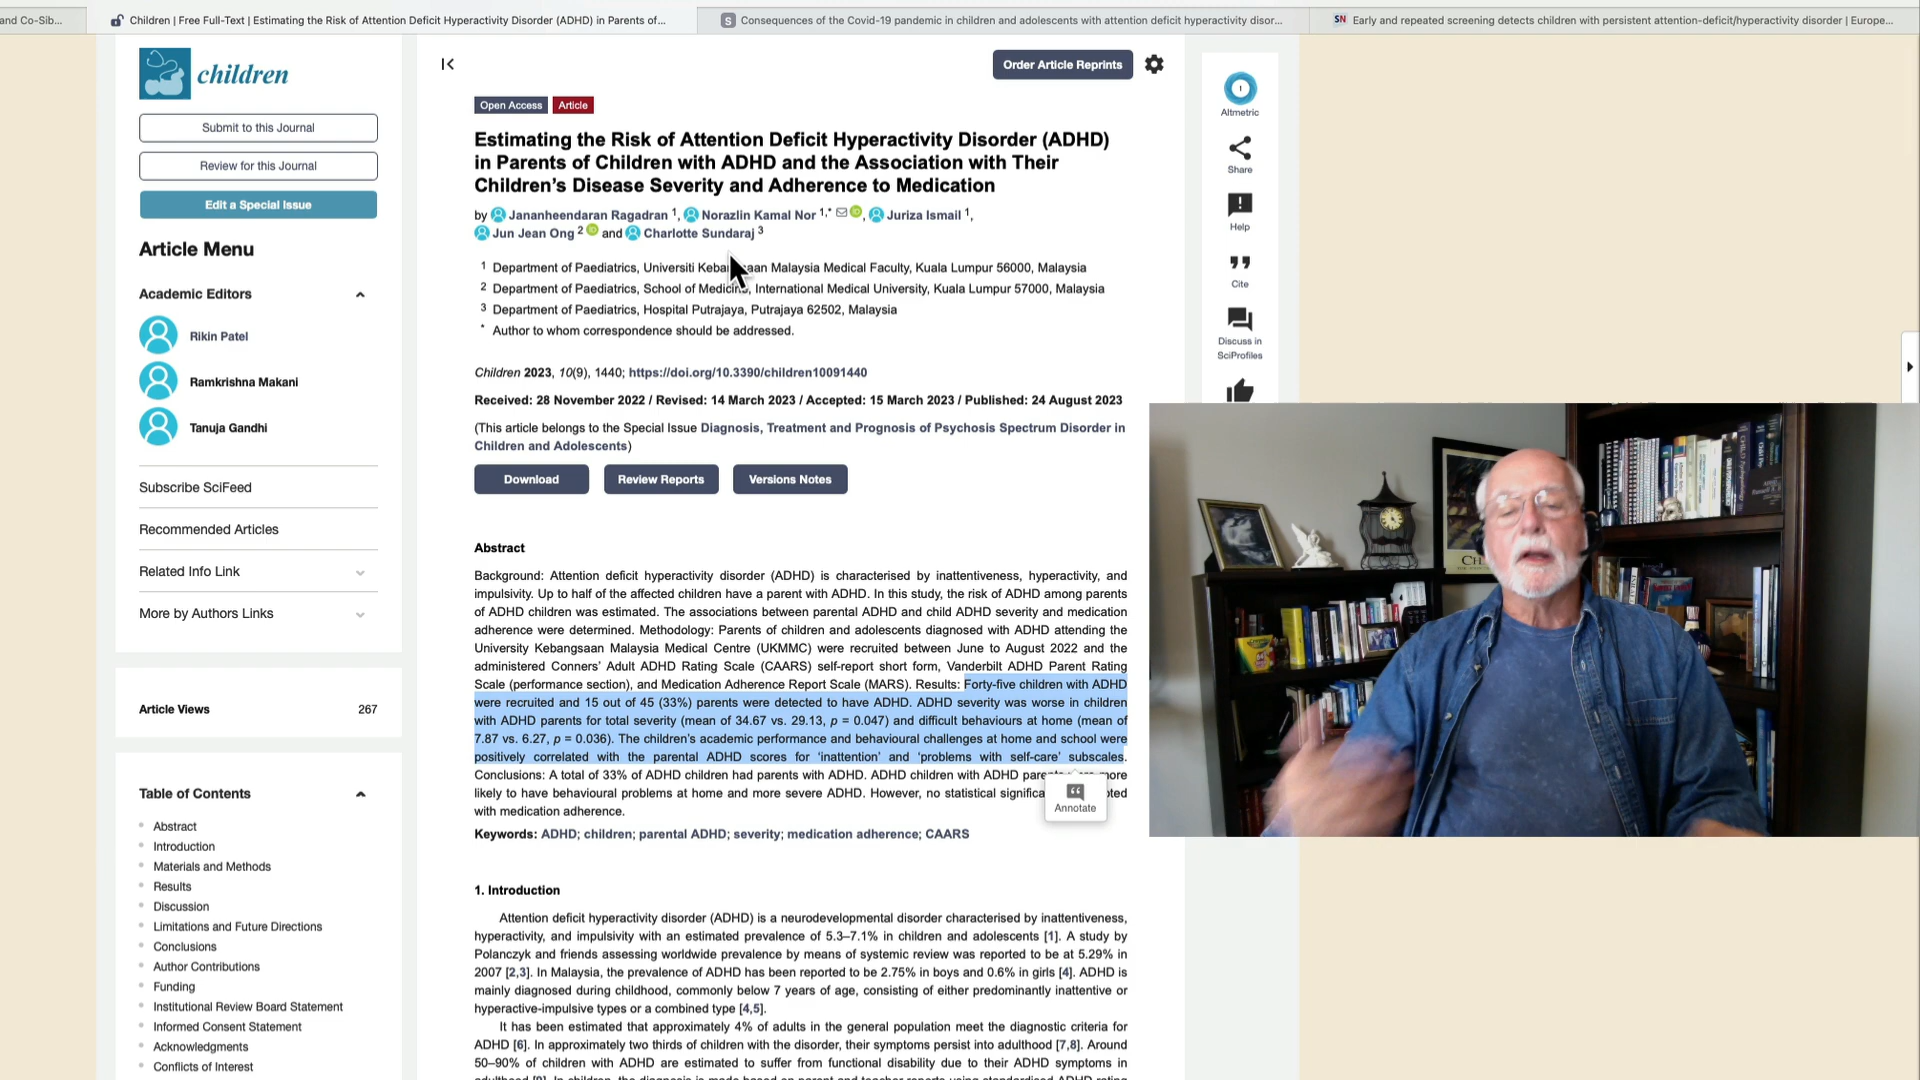 and Co-Sib...
Children | Free Full-Text | Estimating the Risk of Attention Deficit Hyperactivity Disorder (ADHD) in Parents of...
S Consequences of the Covid-19 pandemic in children and adolescents with attention deficit hyperactivity disor...
SN Early and repeated screening detects children with persistent attention-deficit/hyperactivity disorder | Europe...
children
Submit to this Journal
Review for this Journal
Edit a Special Issue
Article Menu
Academic Editors
Rikin Patel
Ramkrishna Makani
Tanuja Gandhi
Subscribe SciFeed
Recommended Articles
Related Info Link
More by Authors Links
Article Views 267
Table of Contents
Abstract
Introduction
Materials and Methods
Results
Discussion
Limitations and Future Directions
Conclusions
Author Contributions
Funding
Institutional Review Board Statement
Informed Consent Statement
Acknowledgments
Conflicts of Interest
Order Article Reprints
Open Access Article
Estimating the Risk of Attention Deficit Hyperactivity Disorder (ADHD)
in Parents of Children with ADHD and the Association with Their
Children's Disease Severity and Adherence to Medication
by Jananheendaran Ragadran 1, Norazlin Kamal Nor 1,* , Juriza Ismail 1,
Jun Jean Ong 2 and Charlotte Sundaraj 3
1 Department of Paediatrics, Universiti Malaysia Medical Faculty, Kuala Lumpur 56000, Malaysia
2 Department of Paediatrics, School of Medicine, International Medical University, Kuala Lumpur 57000, Malaysia
3 Department of Paediatrics, Hospital Putrajaya, Putrajaya 62502, Malaysia
* Author to whom correspondence should be addressed.
Children 2023, 10(9), 1440; https://doi.org/10.3390/children10091440
Received: 28 November 2022 / Revised: 14 March 2023 / Accepted: 15 March 2023 / Published: 24 August 2023
(This article belongs to the Special Issue Diagnosis, Treatment and Prognosis of Psychosis Spectrum Disorder in
Children and Adolescents)
Download Review Reports Versions Notes
Abstract
Background: Attention deficit hyperactivity disorder (ADHD) is characterised by inattentiveness, hyperactivity, and
impulsivity. Up to half of the affected children have a parent with ADHD. In this study, the risk of ADHD among parents
of ADHD children was estimated. The associations between parental ADHD and child ADHD severity and medication
adherence were determined. Methodology: Parents of children and adolescents diagnosed with ADHD attending the
University Kebangsaan Malaysia Medical Centre (UKMMC) were recruited between June to August 2022 and the
administered Conners' Adult ADHD Rating Scale (CAARS) self-report short form, Vanderbilt ADHD Parent Rating
Scale (performance section), and Medication Adherence Report Scale (MARS). Results: Forty-five children with ADHD
were recruited and 15 out of 45 (33%) parents were detected to have ADHD. ADHD severity was worse in children
with ADHD parents for total severity (mean of 34.67 vs. 29.13, p = 0.047) and difficult behaviours at home (mean of
7.87 vs. 6.27, p = 0.036). The children's academic performance and behavioural challenges at home and school were
positively correlated with the parental ADHD scores for 'inattention' and 'problems with self-care' subscales.
Conclusions: A total of 33% of ADHD children had parents with ADHD. ADHD children with ADHD more
likely to have behavioural problems at home and more severe ADHD. However, no statistical
with medication adherence.
Annotate
Keywords: ADHD; children; parental ADHD; severity; medication adherence; CAARS
1. Introduction
Attention deficit hyperactivity disorder (ADHD) is a neurodevelopmental disorder characterised by inattentiveness,
hyperactivity, and impulsivity with an estimated prevalence of 5.3–7.1% in children and adolescents [1]. A study by
Polanczyk and friends assessing worldwide prevalence by means of systemic review was reported to be at 5.29% in
2007 [2,3]. In Malaysia, the prevalence of ADHD has been reported to be 2.75% in boys and 0.6% in girls [4]. ADHD is
mainly diagnosed during childhood, commonly below 7 years of age, consisting of either predominantly inattentive or
hyperactive-impulsive types or a combined type [4,5].
It has been estimated that approximately 4% of adults in the general population meet the diagnostic criteria for
ADHD [6]. In approximately two thirds of children with the disorder, their symptoms persist into adulthood [7,8]. Around
50–90% of children with ADHD are estimated to suffer from functional disability due to their ADHD symptoms in
Altmetric
Share
Help
Cite
Discuss in
SciProfiles